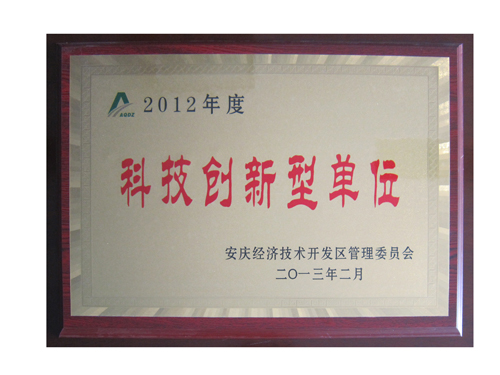 AQDZ
2012年度
科技创新型单位
安庆经济技术开发区管理委员会
二〇一三年二月